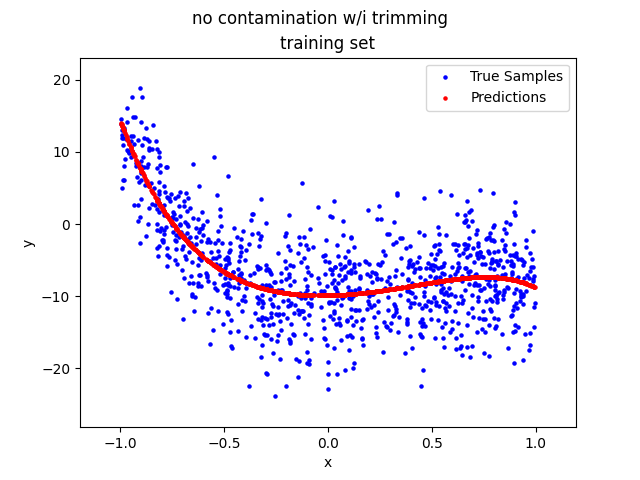 no contamination w/i trimming
training set
True Samples
Predictions
20
10
0
−10
−20
y
−1.0
−0.5
0.0
0.5
1.0
x